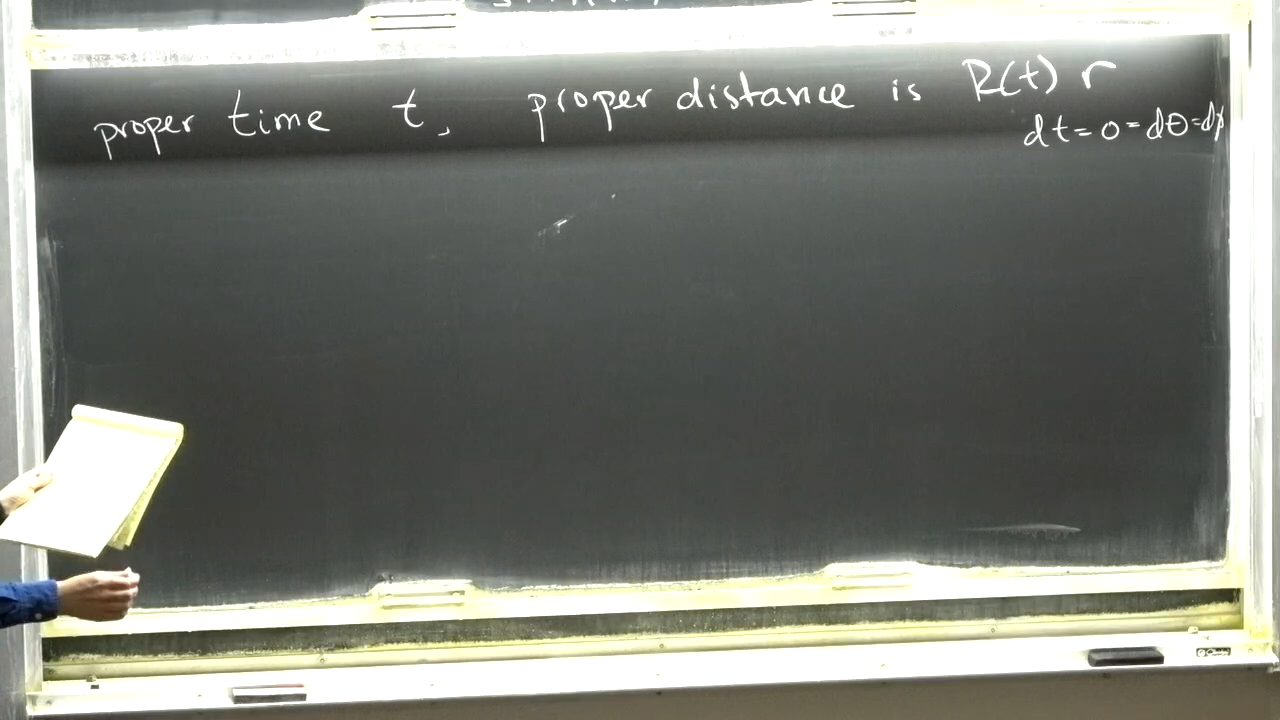 proper time t, proper distance is R(t) r
dt=0=dθ=dϕ